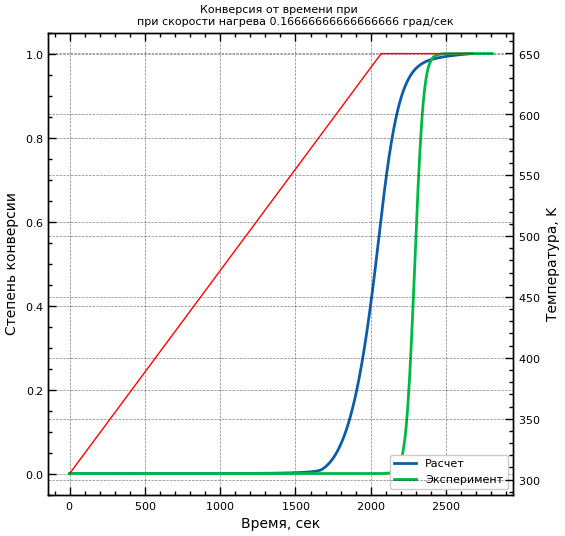 Конверсия от времени при
при скорости нагрева 0.16666666666666666 град/сек
Степень конверсии
1.0
0.8
0.6
0.4
0.2
0.0
650
600
550
500
450
400
350
300
Температура, K
Расчет
Эксперимент
0 500 1000 1500 2000 2500
Время, сек